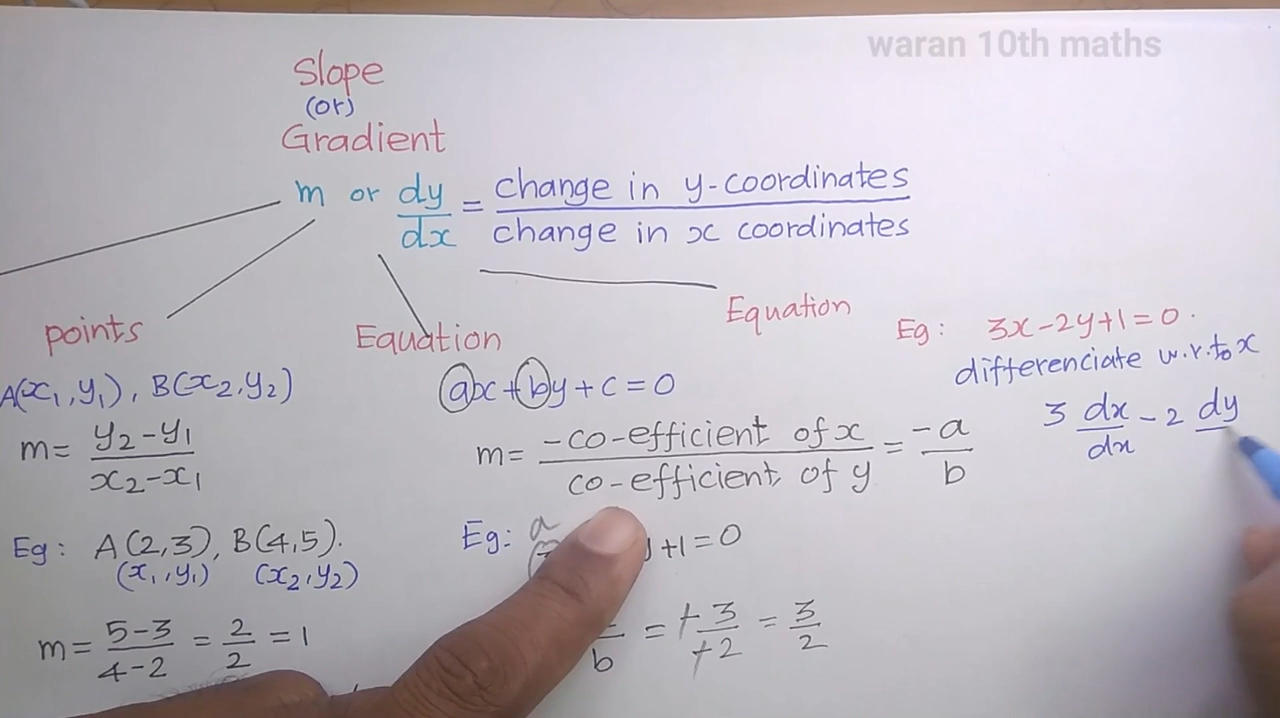 waran 10th maths
Slope
(or)
Gradient
m or dy/dx = change in y-coordinates / change in x coordinates
points
A(x₁,y₁), B(x₂,y₂)
m = y₂-y₁ / x₂-x₁
Eg: A(2,3), B(4,5).
(x₁,y₁) (x₂,y₂)
m = 5-3 / 4-2 = 2/2 = 1
Equation
ax+by+c=0
m = -co-efficient of x / co-efficient of y = -a/b
Eg: a
y+1=0
b = +3/+2 = 3/2
Equation
Eg: 3x-2y+1=0.
differenciate w.r.to x
3 dx/dx - 2 dy